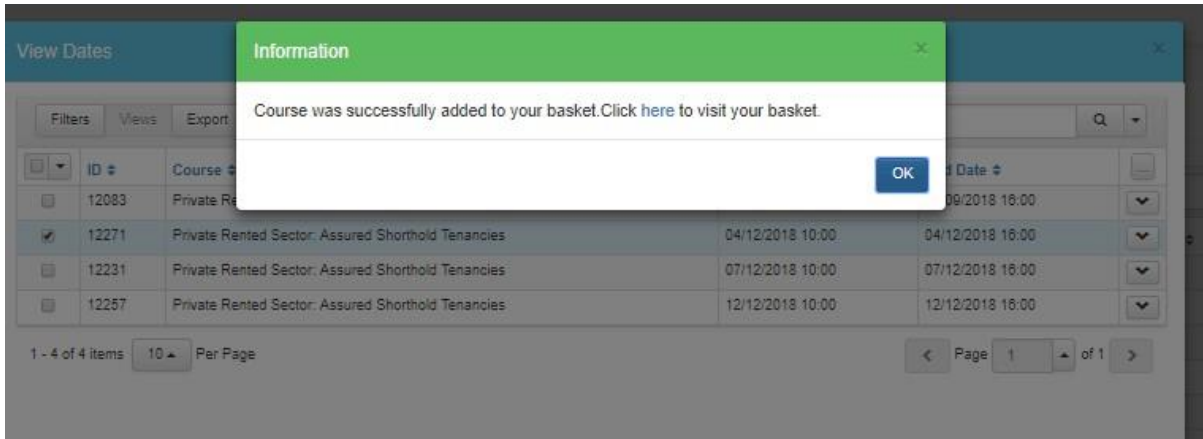 View Dates
Information
×
×
Course was successfully added to your basket.Click here to visit your basket.
Filters Views Export
OK
ID Course Date
12083 Private 09/2018 16:00
12271 Private Rented Sector: Assured Shorthold Tenancies 04/12/2018 10:00 04/12/2018 16:00
12231 Private Rented Sector: Assured Shorthold Tenancies 07/12/2018 10:00 07/12/2018 16:00
12257 Private Rented Sector: Assured Shorthold Tenancies 12/12/2018 10:00 12/12/2018 16:00
1 - 4 of 4 items 10 Per Page < Page 1 of 1 >